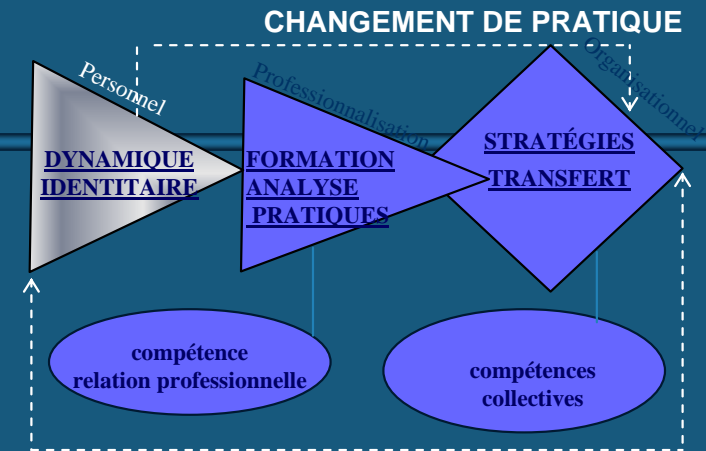 CHANGEMENT DE PRATIQUE
Personnel
Professionnalisation
Organisationnel
DYNAMIQUE
IDENTITAIRE
FORMATION
ANALYSE
PRATIQUES
STRATÉGIES
TRANSFERT
compétence
relation professionnelle
compétences
collectives